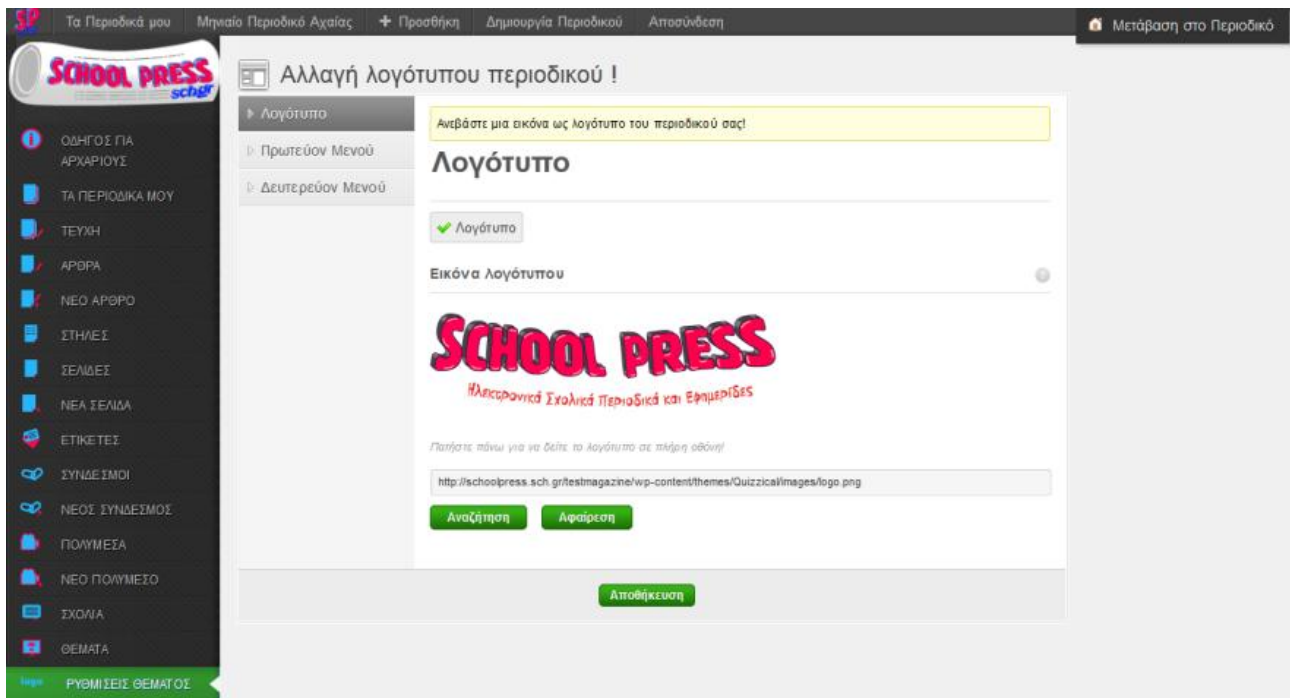 SP
Τα Περιοδικά μου
Μηνιαίο Περιοδικό Αχαίας
+ Προσθήκη
Δημιουργία Περιοδικού
Αποσύνδεση
Μετάβαση στο Περιοδικό
SCHOOL PRESS
schgr
ΟΔΗΓΟΣ ΓΙΑ
ΑΡΧΑΡΙΟΥΣ
ΤΑ ΠΕΡΙΟΔΙΚΑ ΜΟΥ
ΤΕΥΧΗ
ΑΡΘΡΑ
ΝΕΟ ΑΡΘΡΟ
ΣΤΗΛΕΣ
ΣΕΛΙΔΕΣ
ΝΕΑ ΣΕΛΙΔΑ
ΕΤΙΚΕΤΕΣ
ΣΥΝΔΕΣΜΟΙ
ΝΕΟΣ ΣΥΝΔΕΣΜΟΣ
ΠΟΛΥΜΕΣΑ
ΝΕΟ ΠΟΛΥΜΕΣΟ
ΣΧΟΛΙΑ
ΘΕΜΑΤΑ
logo ΡΥΘΜΙΣΕΙΣ ΘΕΜΑΤΟΣ
Αλλαγή λογότυπου περιοδικού !
Λογότυπο
Πρωτεύον Μενού
Δευτερεύον Μενού
Ανεβάστε μια εικόνα ως λογότυπο του περιοδικού σας!
Λογότυπο
Λογότυπο
Εικόνα λογότυπου
SCHOOL PRESS
Ηλεκτρονικά Σχολικά Περιοδικά και Εφημερίδες
Πατήστε πάνω για να δείτε το λογότυπο σε πλήρη οθόνη!
http://schoolpress.sch.gr/testmagazine/wp-content/themes/Quizzical/images/logo.png
Αναζήτηση
Αφαίρεση
Αποθήκευση